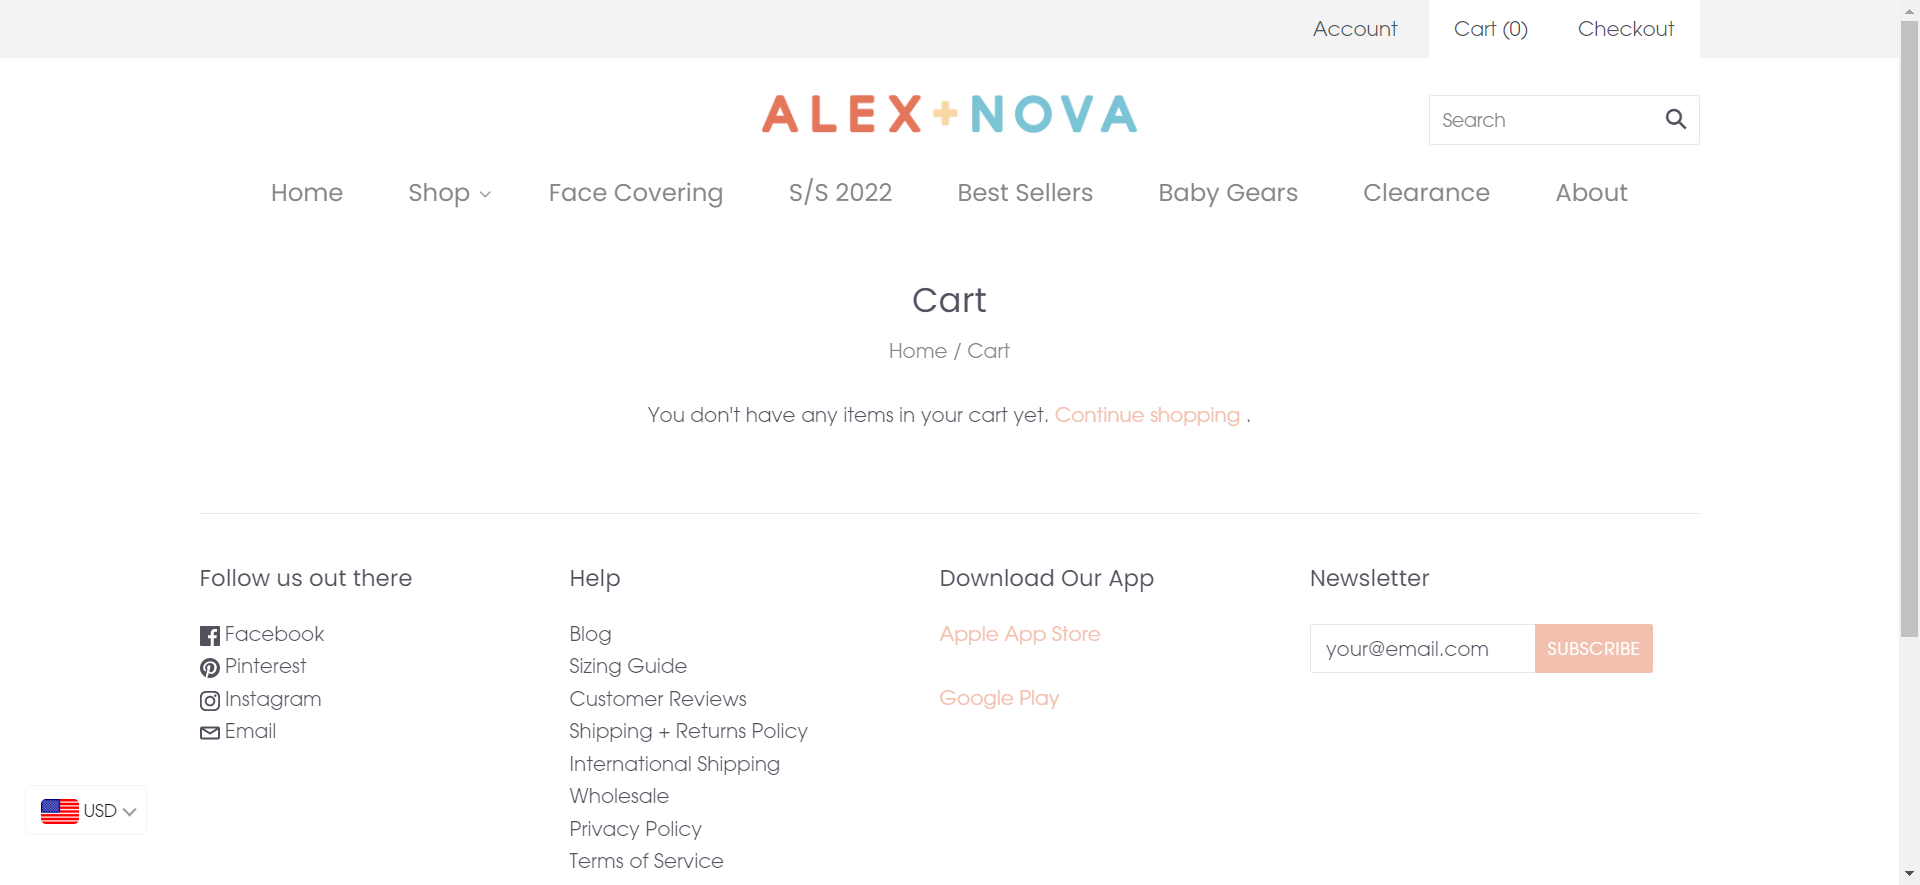 Account Cart (0) Checkout
ALEX+NOVA
Search
Home Shop Face Covering S/S 2022 Best Sellers Baby Gears Clearance About
Cart
Home / Cart
You don't have any items in your cart yet. Continue shopping .
Follow us out there
Facebook
Pinterest
Instagram
Email
Help
Blog
Sizing Guide
Customer Reviews
Shipping + Returns Policy
International Shipping
Wholesale
Privacy Policy
Terms of Service
Download Our App
Apple App Store
Google Play
Newsletter
your@email.com SUBSCRIBE
USD